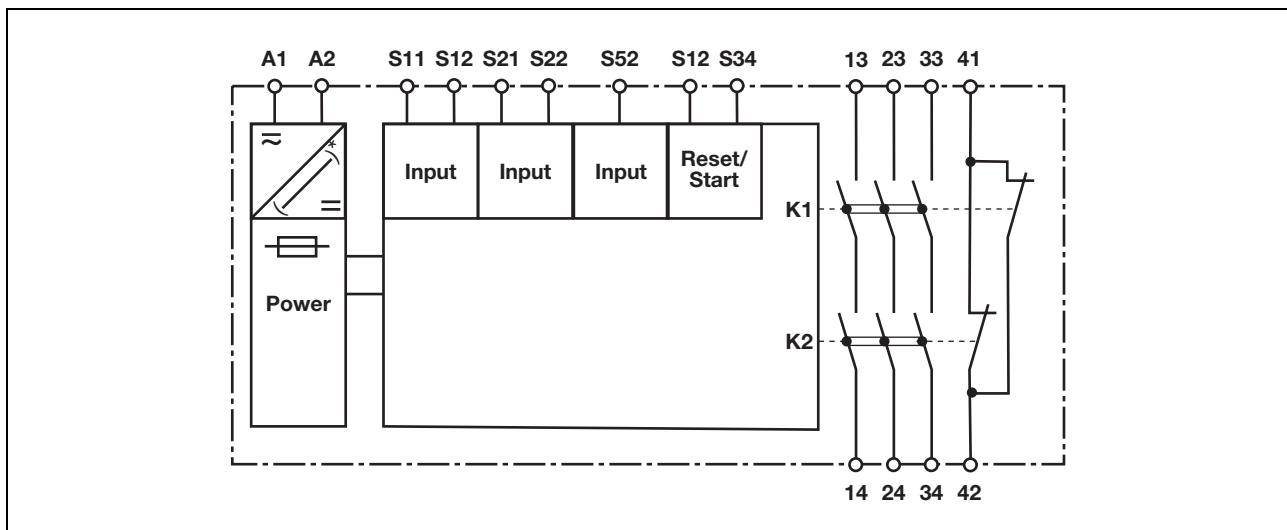 A1 A2 S11 S12 S21 S22 S52 S12 S34 13 23 33 41
Input Input Input Reset/
Start
K1
Power
K2
14 24 34 42